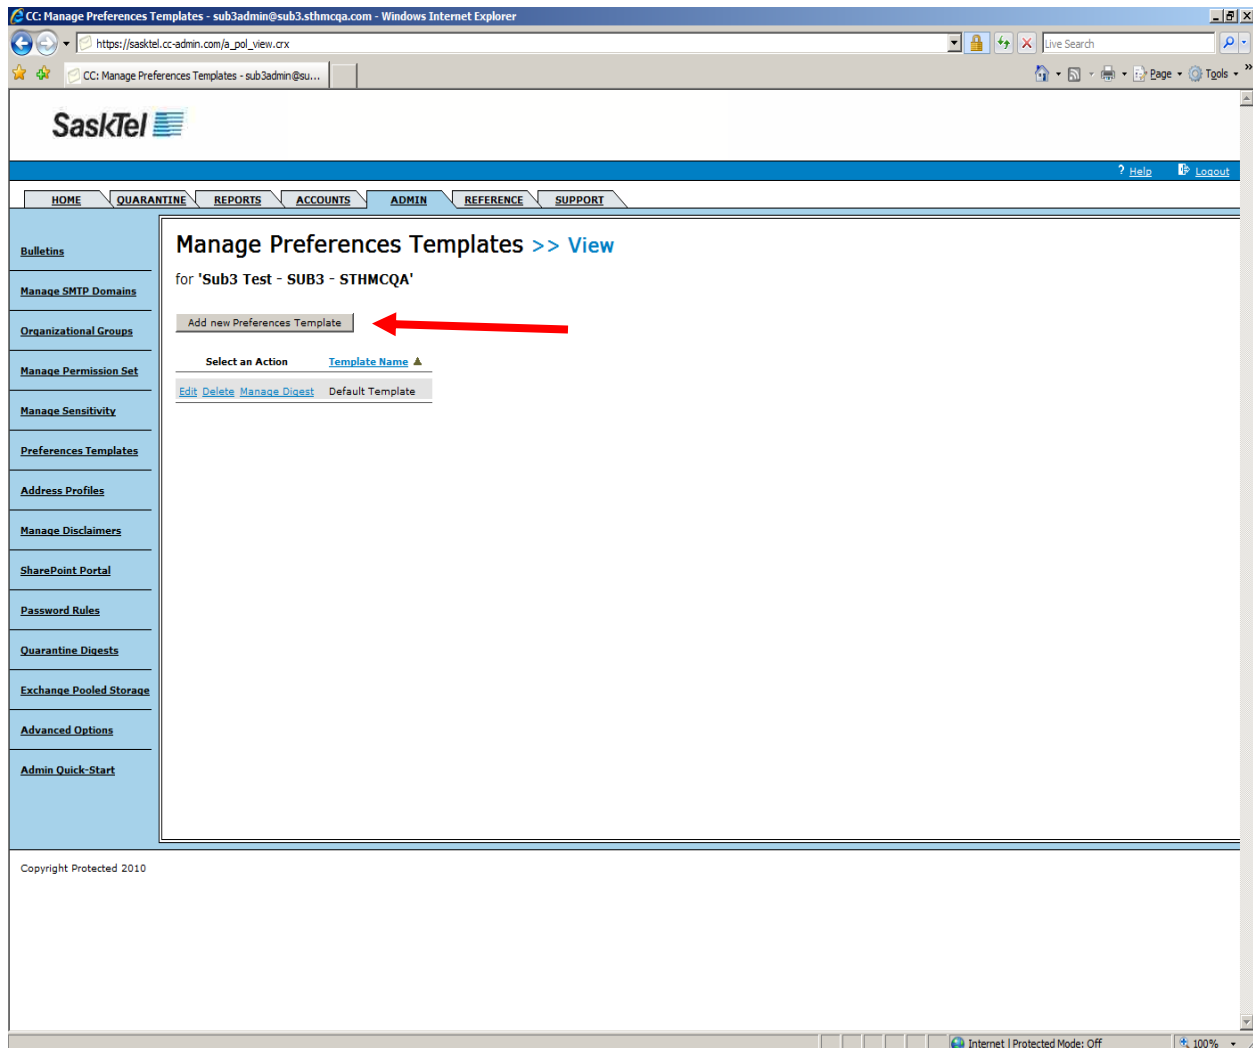 CC: Manage Preferences Templates - sub3admin@sub3.sthmcqa.com - Windows Internet Explorer
https://sasktel.cc-admin.com/a_pol_view.crx
Live Search
CC: Manage Preferences Templates - sub3admin@su...
Page
Tools
»
SaskTel
? Help
Logout
HOME
QUARANTINE
REPORTS
ACCOUNTS
ADMIN
REFERENCE
SUPPORT
Manage Preferences Templates >> View
for 'Sub3 Test - SUB3 - STHMCQA'
Add new Preferences Template
Select an Action Template Name
Edit Delete Manage Digest Default Template
Bulletins
Manage SMTP Domains
Organizational Groups
Manage Permission Set
Manage Sensitivity
Preferences Templates
Address Profiles
Manage Disclaimers
SharePoint Portal
Password Rules
Quarantine Digests
Exchange Pooled Storage
Advanced Options
Admin Quick-Start
Copyright Protected 2010
Internet | Protected Mode: Off
100%